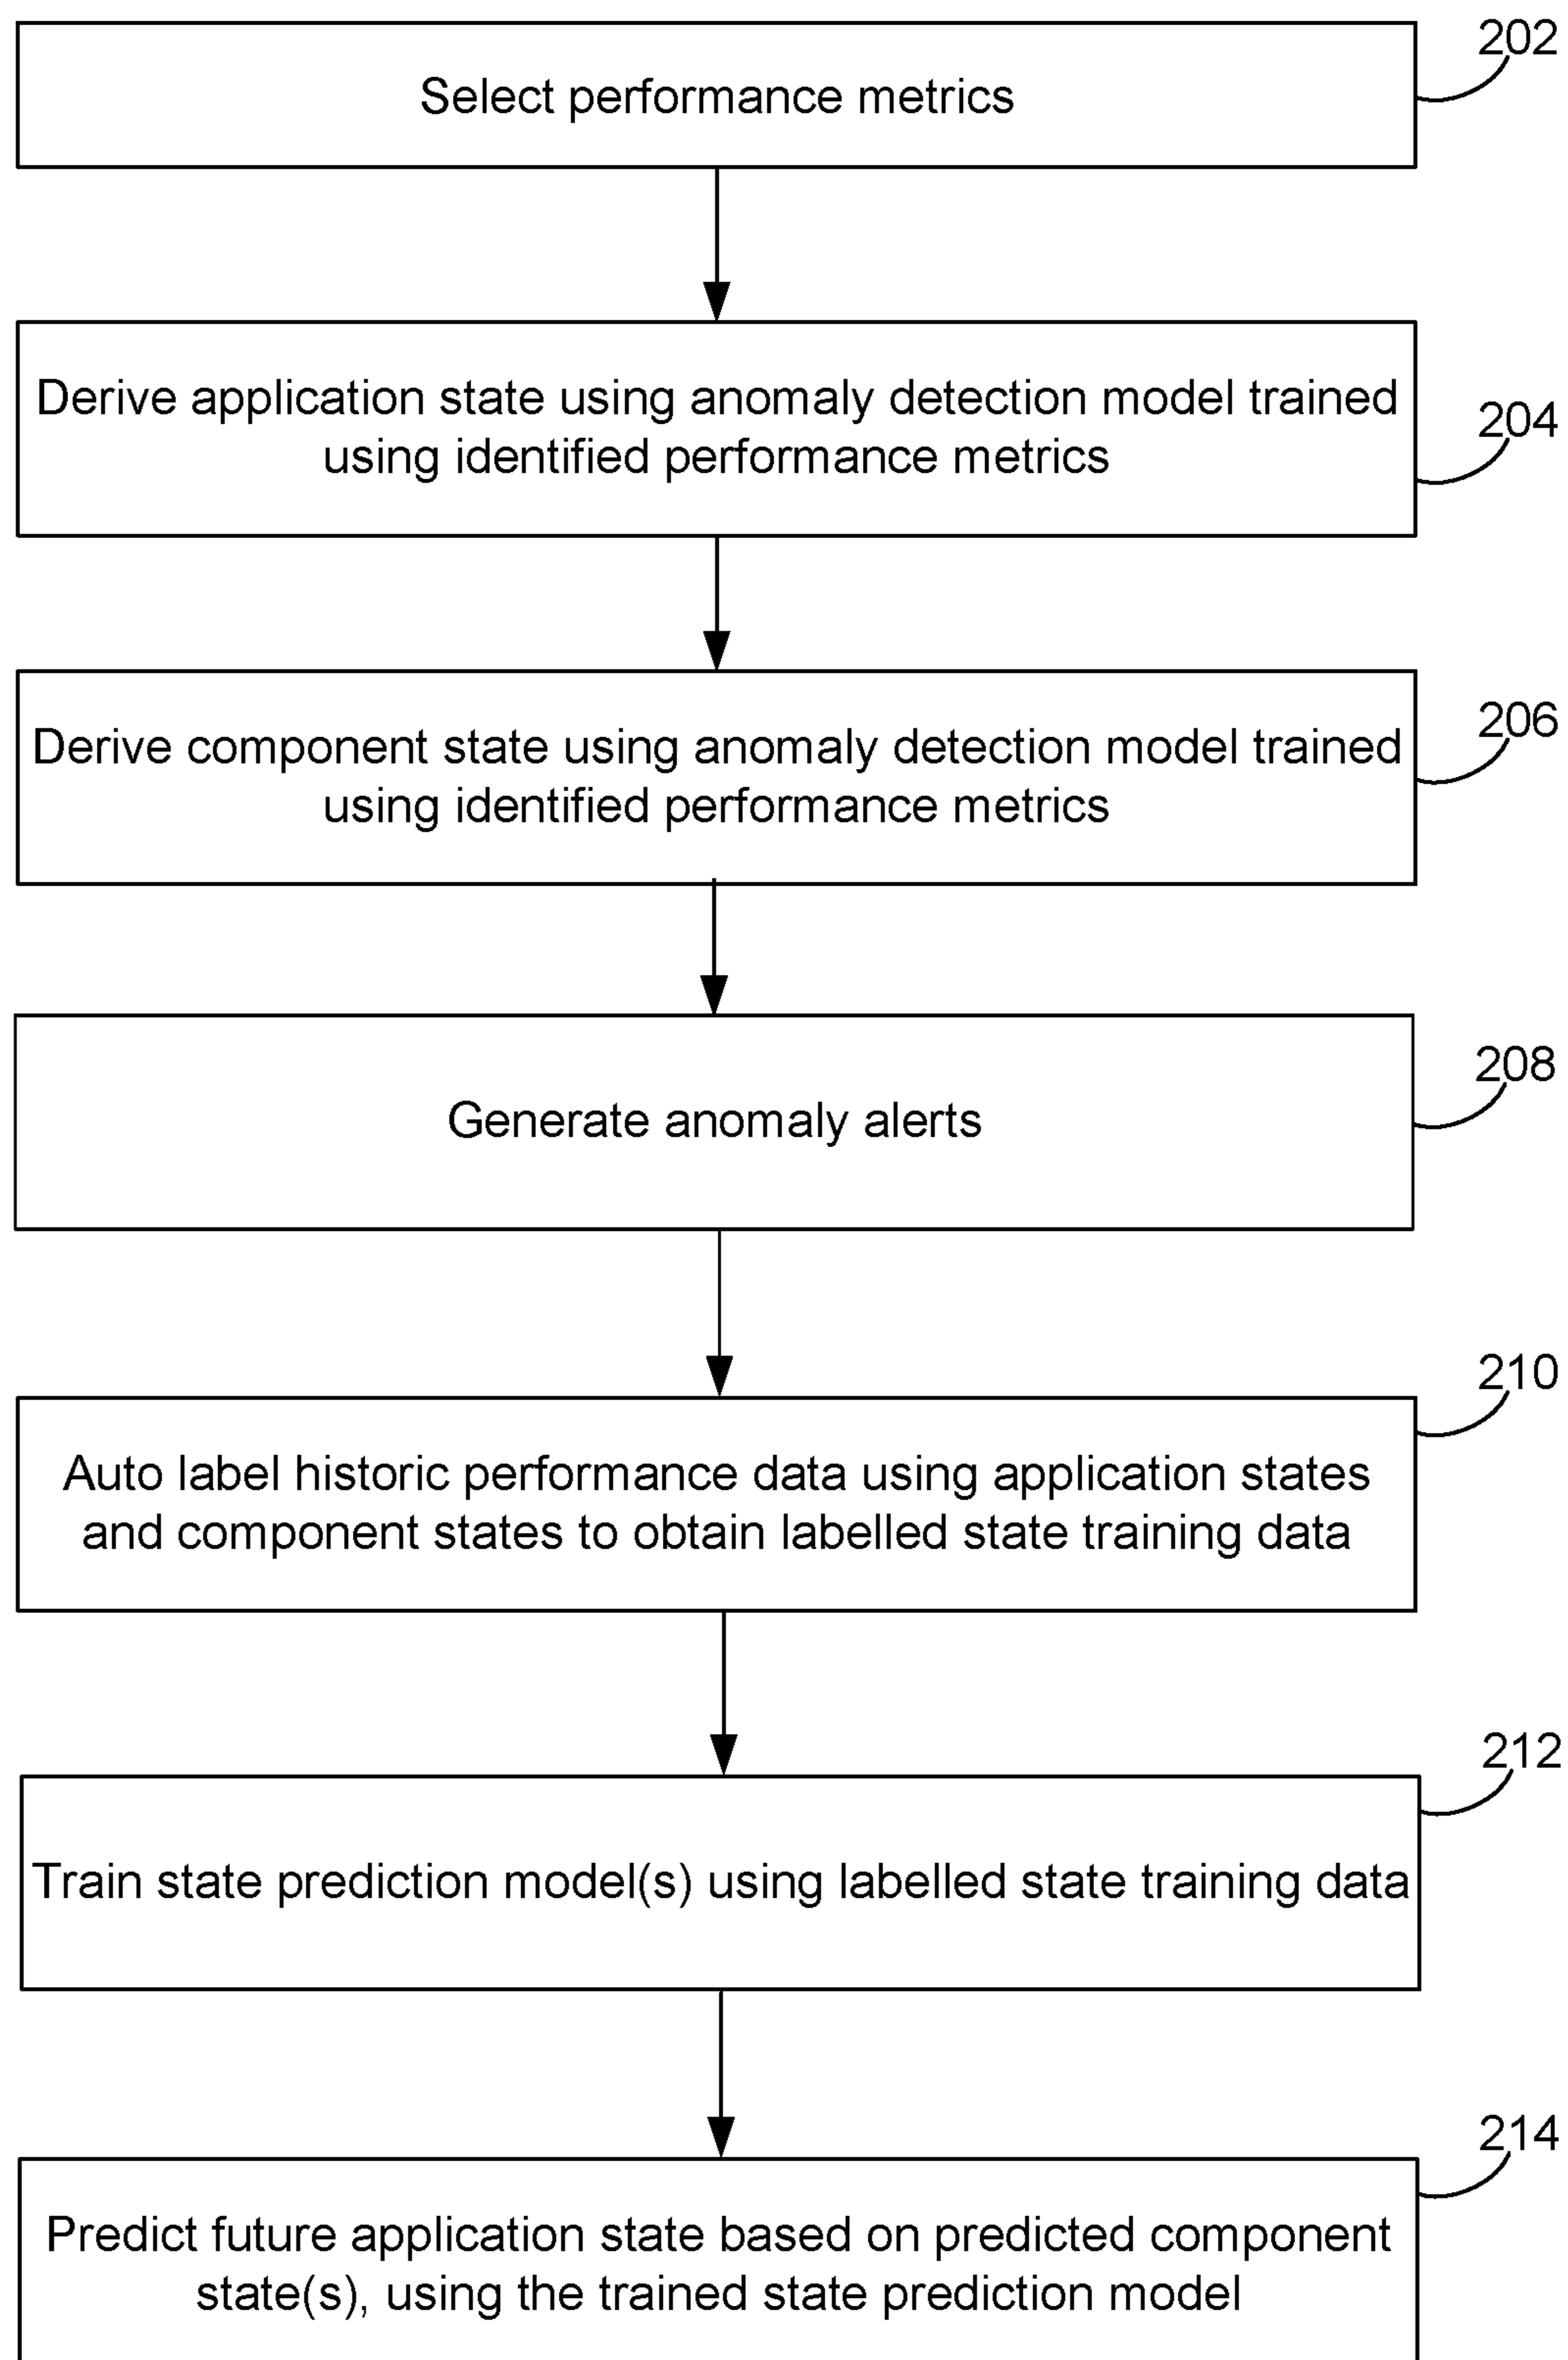 202
Select performance metrics
Derive application state using anomaly detection model trained
using identified performance metrics
204
Derive component state using anomaly detection model trained
using identified performance metrics
206
Generate anomaly alerts
208
210
Auto label historic performance data using application states
and component states to obtain labelled state training data
212
Train state prediction model(s) using labelled state training data
214
Predict future application state based on predicted component
state(s), using the trained state prediction model